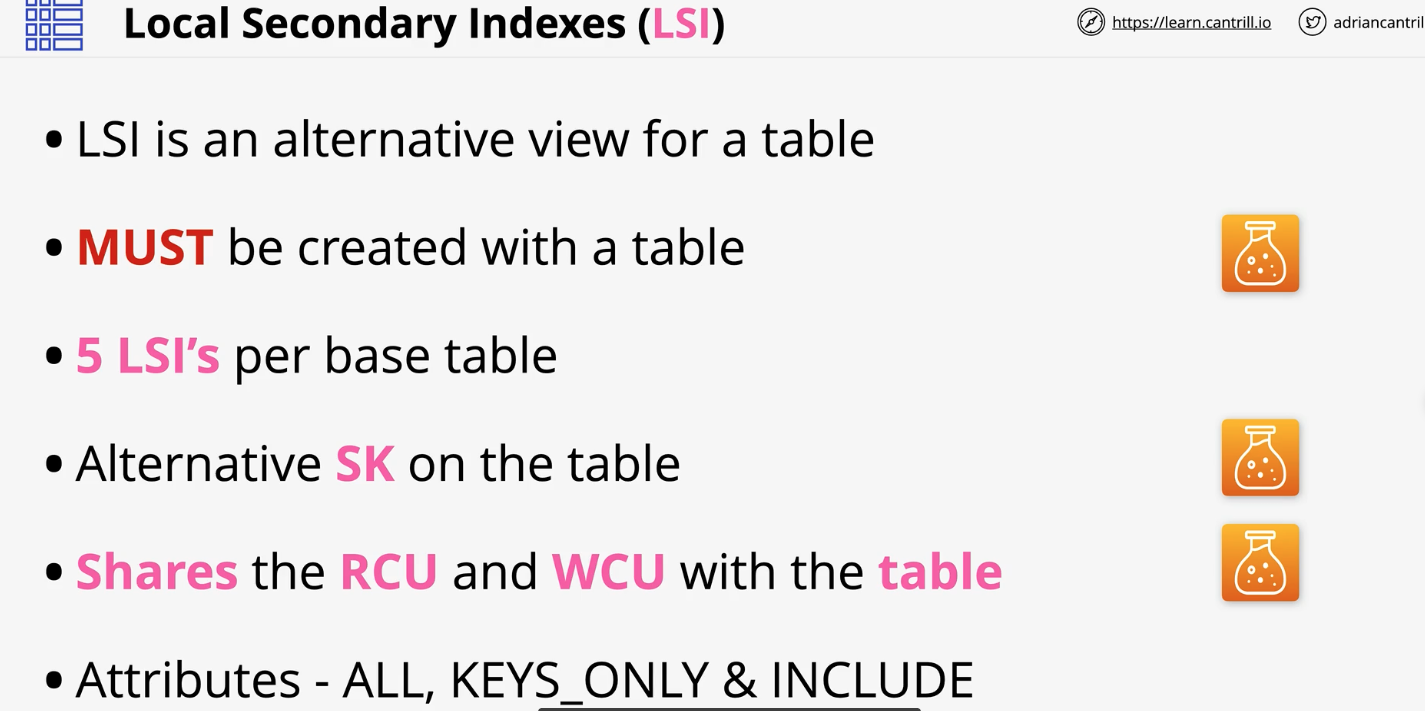 Local Secondary Indexes (LSI)
https://learn.cantrill.io
adriancantril
• LSI is an alternative view for a table
• MUST be created with a table
• 5 LSI’s per base table
• Alternative SK on the table
• Shares the RCU and WCU with the table
• Attributes - ALL, KEYS_ONLY & INCLUDE